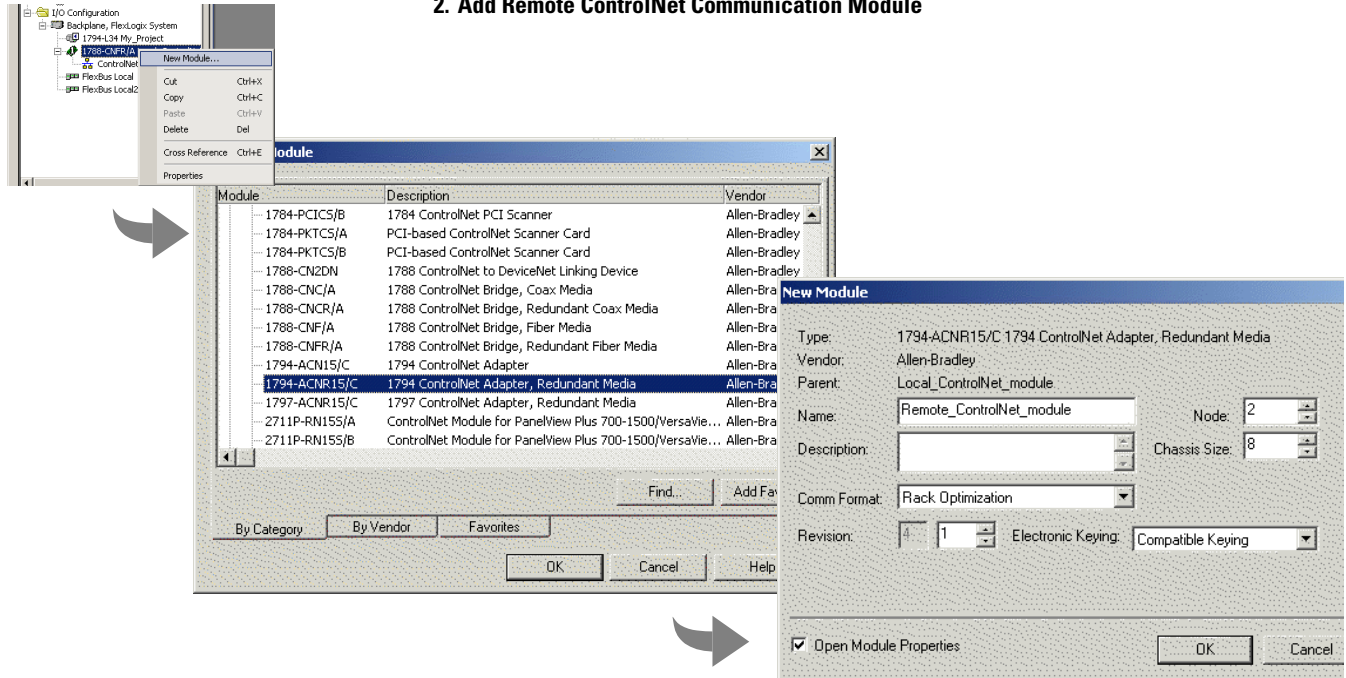 2. Add Remote ControlNet Communication Module
I/O Configuration
Backplane, FlexLogix System
1794-L34 My_Project
1788-CNFR/A
ControlNet
FlexBus Local
FlexBus Local2
New Module...
Cut Ctrl+X
Copy Ctrl+C
Paste Ctrl+V
Delete Del
Cross Reference Ctrl+E
Properties
Module
Module Description Vendor
1784-PCICS/B 1784 ControlNet PCI Scanner Allen-Bradley
1784-PKTCS/A PCI-based ControlNet Scanner Card Allen-Bradley
1784-PKTCS/B PCI-based ControlNet Scanner Card Allen-Bradley
1788-CN2DN 1788 ControlNet to DeviceNet Linking Device Allen-Bradley
1788-CNC/A 1788 ControlNet Bridge, Coax Media Allen-Bra
1788-CNCR/A 1788 ControlNet Bridge, Redundant Coax Media Allen-Bra
1788-CNF/A 1788 ControlNet Bridge, Fiber Media Allen-Bra
1788-CNFR/A 1788 ControlNet Bridge, Redundant Fiber Media Allen-Bra
1794-ACN15/C 1794 ControlNet Adapter Allen-Bra
1794-ACNR15/C 1794 ControlNet Adapter, Redundant Media Allen-Bra
1797-ACNR15/C 1797 ControlNet Adapter, Redundant Media Allen-Bra
2711P-RN15S/A ControlNet Module for PanelView Plus 700-1500/VersaVie... Allen-Bra
2711P-RN15S/B ControlNet Module for PanelView Plus 700-1500/VersaVie... Allen-Bra
Find... Add Fav
By Category By Vendor Favorites
OK Cancel Help
New Module
Type: 1794-ACNR15/C 1794 ControlNet Adapter, Redundant Media
Vendor: Allen-Bradley
Parent: Local_ControlNet_module
Name: Remote_ControlNet_module Node: 2
Description: Chassis Size: 8
Comm Format: Rack Optimization
Revision: 4 1 Electronic Keying: Compatible Keying
Open Module Properties OK Cancel